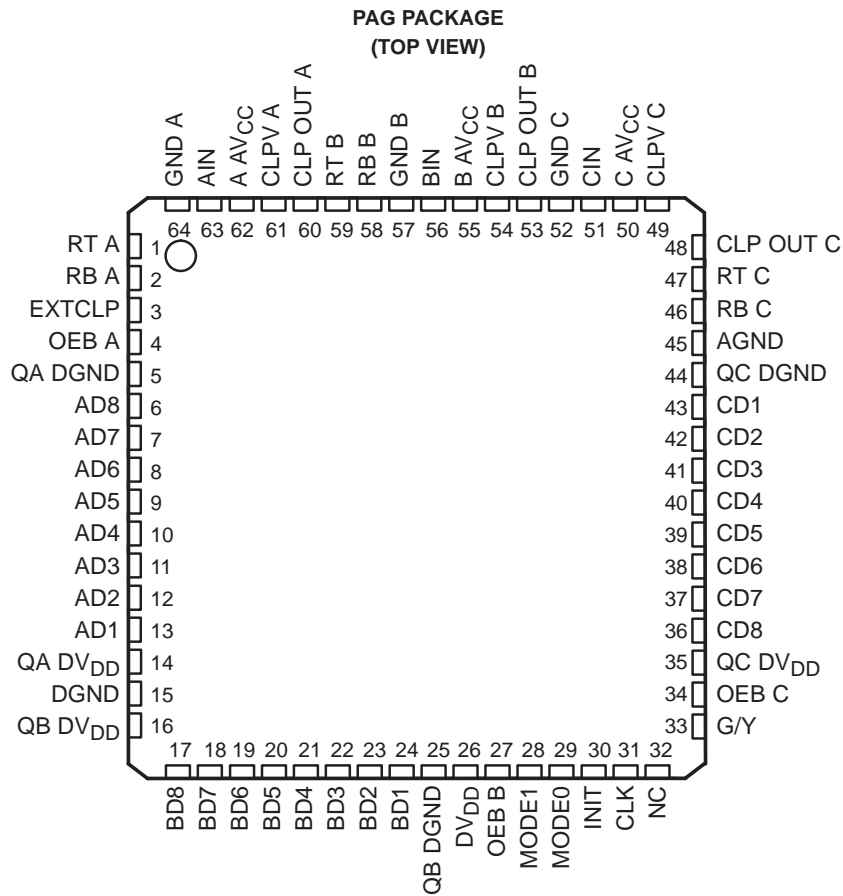 PAG PACKAGE
(TOP VIEW)
GND A
AIN
A AVCC
CLPV A
CLP OUT A
RT B
RB B
GND B
BIN
B AVCC
CLPV B
CLP OUT B
GND C
CIN
C AVCC
CLPV C
64 63 62 61 60 59 58 57 56 55 54 53 52 51 50 49
RT A 1
RB A 2
EXTCLP 3
OEB A 4
QA DGND 5
AD8 6
AD7 7
AD6 8
AD5 9
AD4 10
AD3 11
AD2 12
AD1 13
QA DVDD 14
DGND 15
QB DVDD 16
48 CLP OUT C
47 RT C
46 RB C
45 AGND
44 QC DGND
43 CD1
42 CD2
41 CD3
40 CD4
39 CD5
38 CD6
37 CD7
36 CD8
35 QC DVDD
34 OEB C
33 G/Y
17 18 19 20 21 22 23 24 25 26 27 28 29 30 31 32
BD8
BD7
BD6
BD5
BD4
BD3
BD2
BD1
QB DGND
DVDD
OEB B
MODE1
MODE0
INIT
CLK
NC